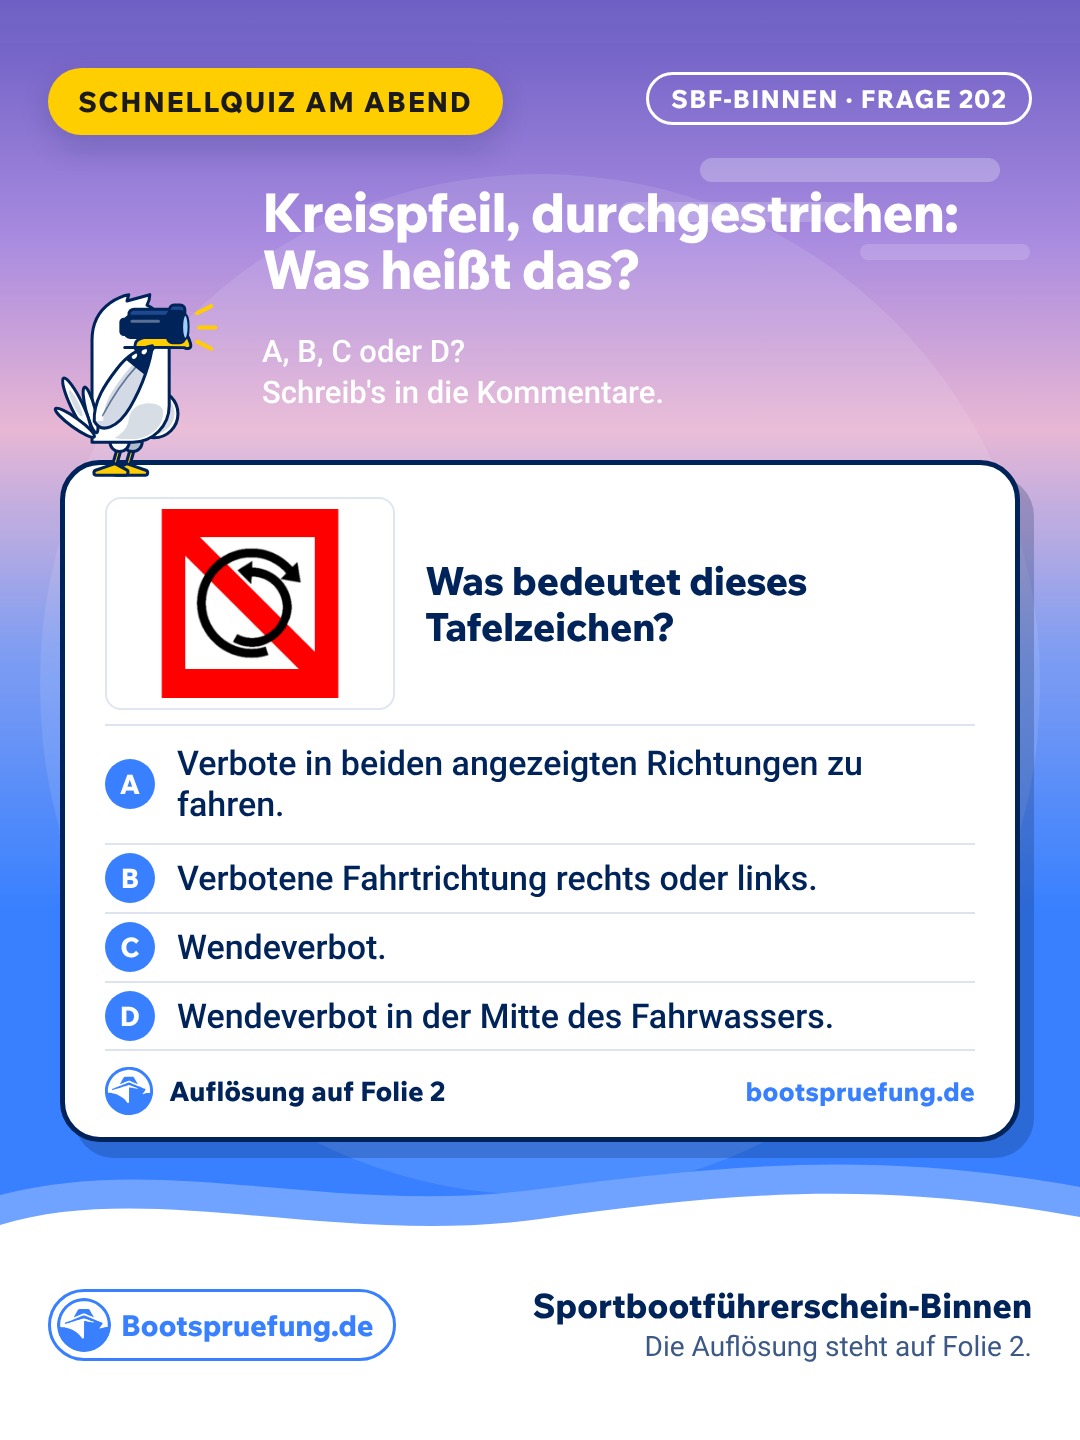 SCHNELLQUIZ AM ABEND
SBF-BINNEN · FRAGE 202
Kreispfeil, durchgestrichen:
Was heißt das?
A, B, C oder D?
Schreib's in die Kommentare.
Was bedeutet dieses
Tafelzeichen?
A Verbote in beiden angezeigten Richtungen zu
fahren.
B Verbotene Fahrtrichtung rechts oder links.
C Wendeverbot.
D Wendeverbot in der Mitte des Fahrwassers.
Auflösung auf Folie 2
bootspruefung.de
Bootspruefung.de
Sportbootführerschein-Binnen
Die Auflösung steht auf Folie 2.